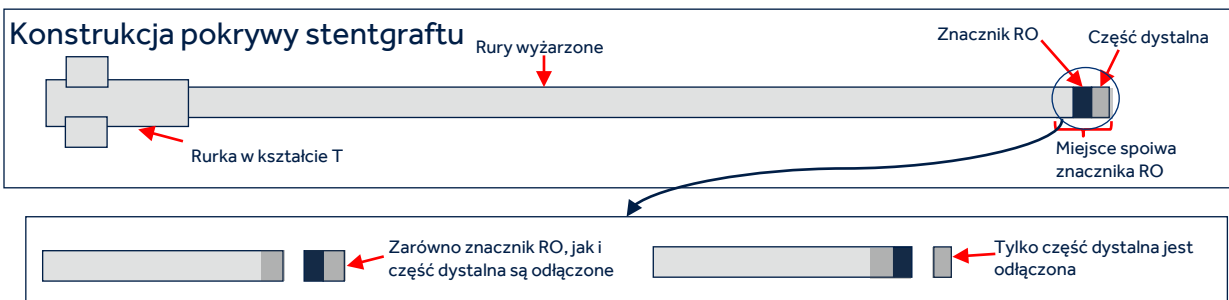 Konstrukcja pokrywy stentgraftu
Rury wyżarzone
Znacznik RO
Część dystalna
Rurka w kształcie T
Miejsce spoiwa
znacznika RO
Zarówno znacznik RO, jak i
część dystalna są odłączone
Tylko część dystalna jest
odłączona